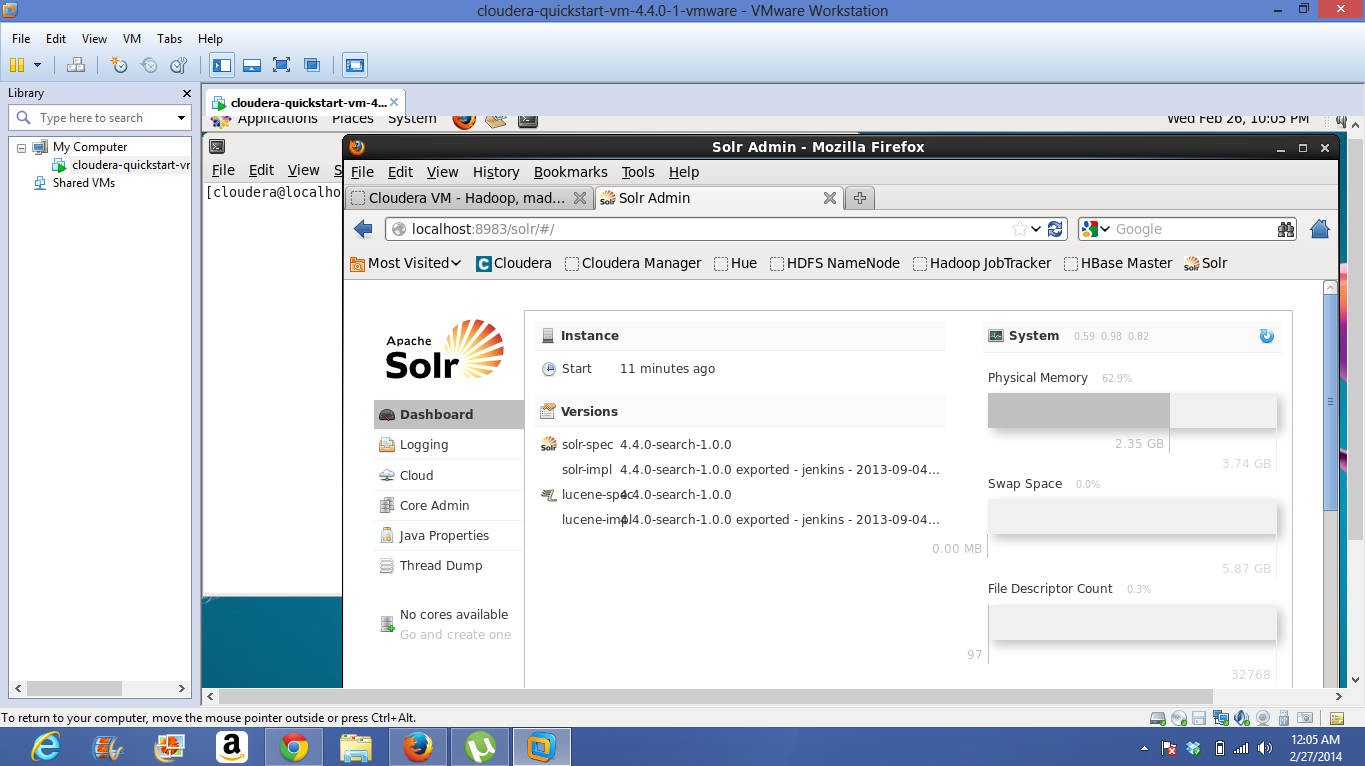 cloudera-quickstart-vm-4.4.0-1-vmware - VMware Workstation
File Edit View VM Tabs Help
Library
Type here to search
My Computer
cloudera-quickstart-vr
Shared VMs
cloudera-quickstart-vm-4...
Applications Places System Wed Feb 26, 10:05 PM
File Edit View S
[cloudera@localho
Solr Admin - Mozilla Firefox
File Edit View History Bookmarks Tools Help
Cloudera VM - Hadoop, mad...
Solr Admin
localhost:8983/solr/#/
Google
Most Visited Cloudera Cloudera Manager Hue HDFS NameNode Hadoop JobTracker HBase Master Solr
Apache
Solr
Dashboard
Logging
Cloud
Core Admin
Java Properties
Thread Dump
No cores available
Go and create one
Instance
Start 11 minutes ago
Versions
solr-spec 4.4.0-search-1.0.0
solr-impl 4.4.0-search-1.0.0 exported - jenkins - 2013-09-04...
lucene-spec 4.4.0-search-1.0.0
lucene-impl 4.4.0-search-1.0.0 exported - jenkins - 2013-09-04...
System 0.59 0.98 0.82
Physical Memory 62.9%
2.35 GB
3.74 GB
Swap Space 0.0%
0.00 MB
5.87 GB
File Descriptor Count 0.3%
97
32768
To return to your computer, move the mouse pointer outside or press Ctrl+Alt.
12:05 AM
2/27/2014